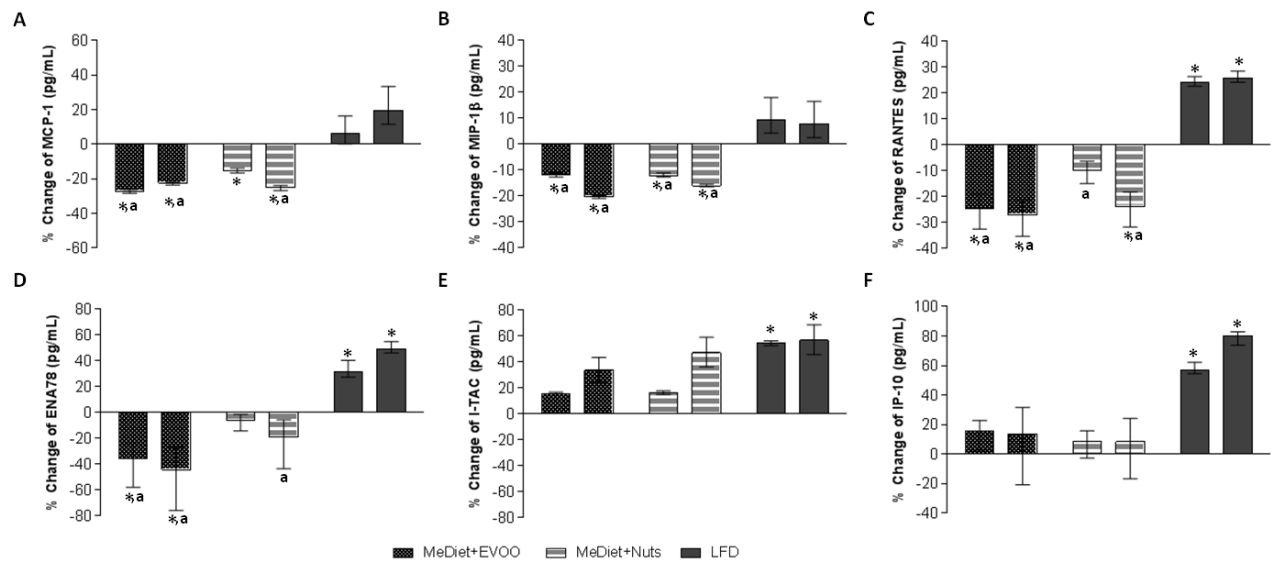 A
B
C
% Change of MCP-1 (pg/mL)
60
40
20
0
-20
-40
-60
*,a
*,a
*
*,a
% Change of MIP-1β (pg/mL)
40
30
20
10
0
-10
-20
-30
-40
*,a
*,a
*,a
*,a
% Change of RANTES (pg/mL)
40
30
20
10
0
-10
-20
-30
-40
*,a
*,a
a
*,a
*
*
D
E
F
% Change of ENA78 (pg/mL)
80
60
40
20
0
-20
-40
-60
-80
*,a
*,a
a
*
*
% Change of I-TAC (pg/mL)
80
60
40
20
0
-20
-40
-60
-80
*
*
% Change of IP-10 (pg/mL)
100
80
60
40
20
0
-20
-40
*
*
MeDiet+EVOO MeDiet+Nuts LFD